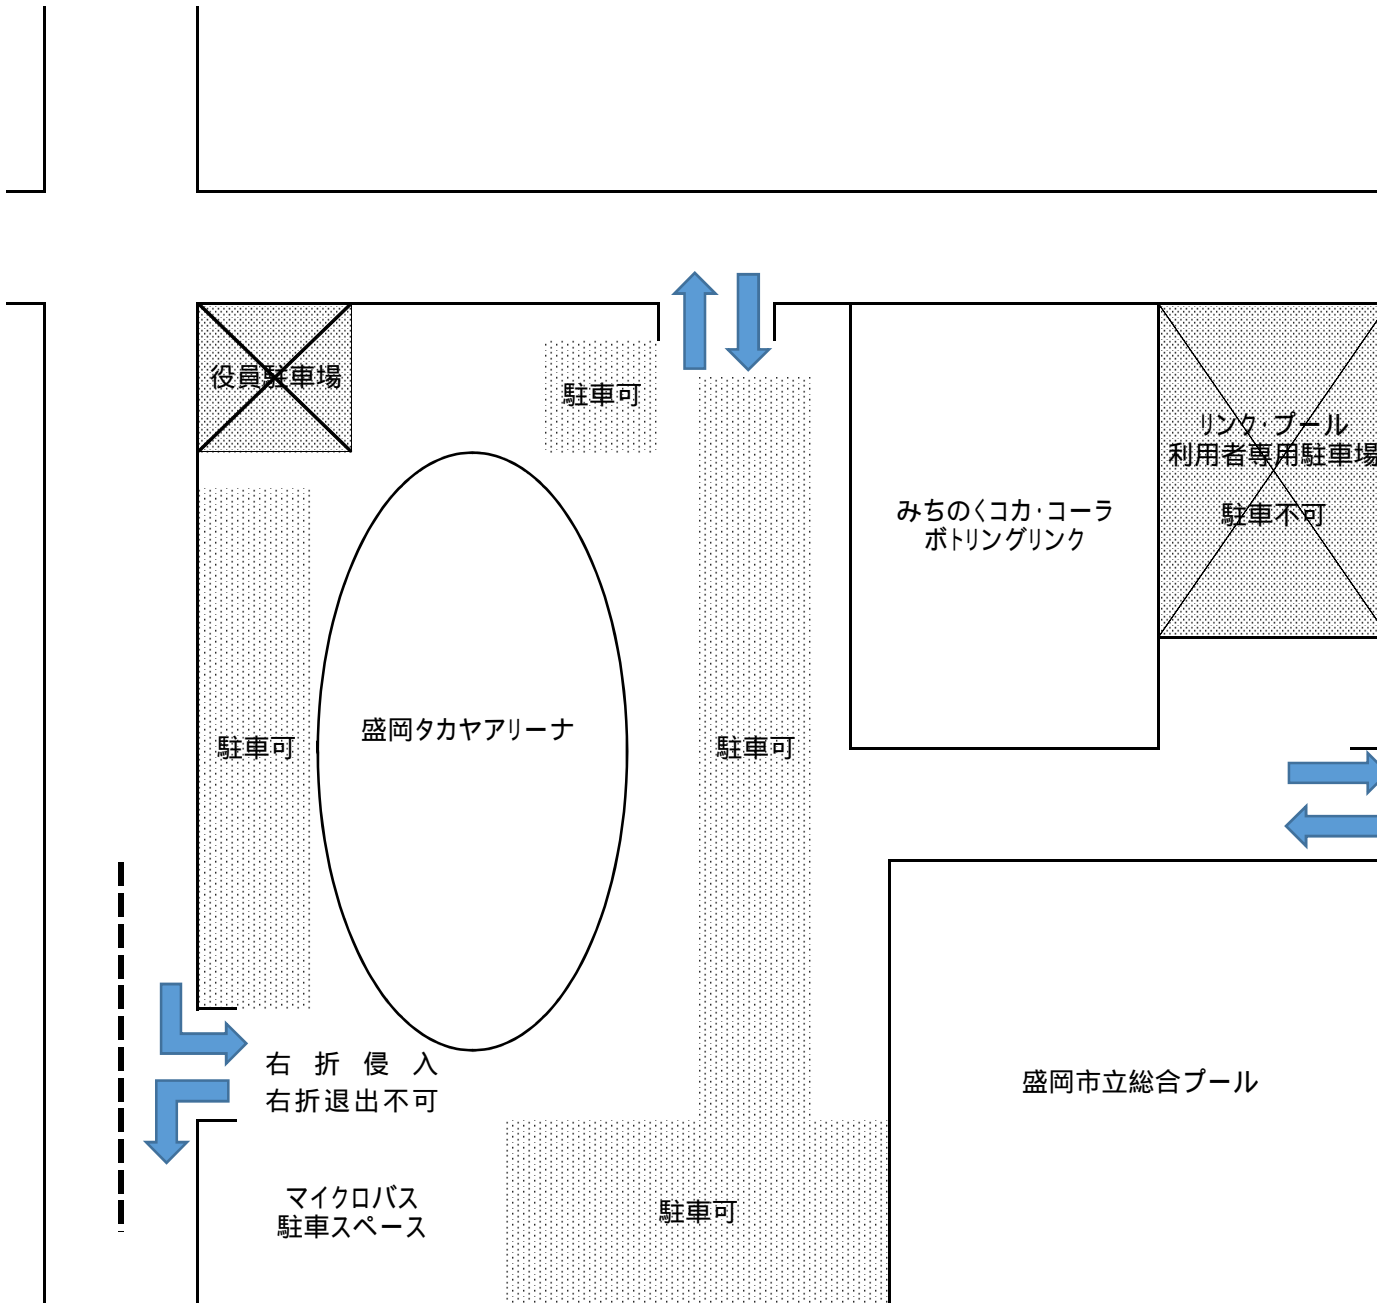 役員駐車場
駐車可
リンク・プール
利用者専用駐車場
駐車不可
みちのくコカ・コーラ
ボトリングリンク
盛岡タカヤアリーナ
駐車可
駐車可
右折侵入
右折退出不可
盛岡市立総合プール
マイクロバス
駐車スペース
駐車可